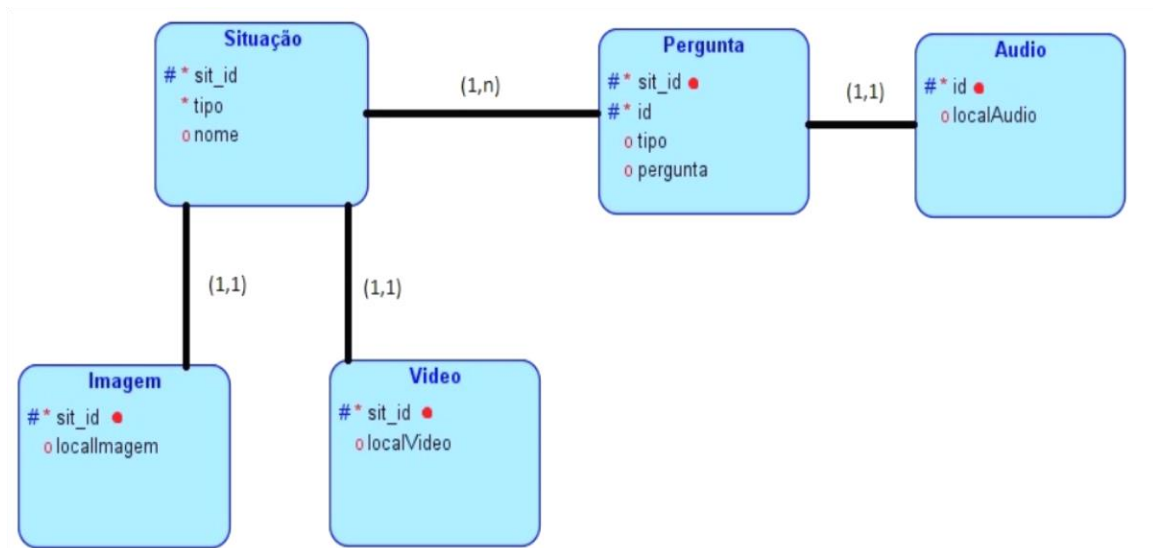 Situação
# * sit_id
* tipo
o nome
(1,n)
Pergunta
# * sit_id
# * id
o tipo
o pergunta
(1,1)
Audio
# * id
o localAudio
(1,1)
(1,1)
Imagem
# * sit_id
o localImagem
Video
# * sit_id
o localVideo